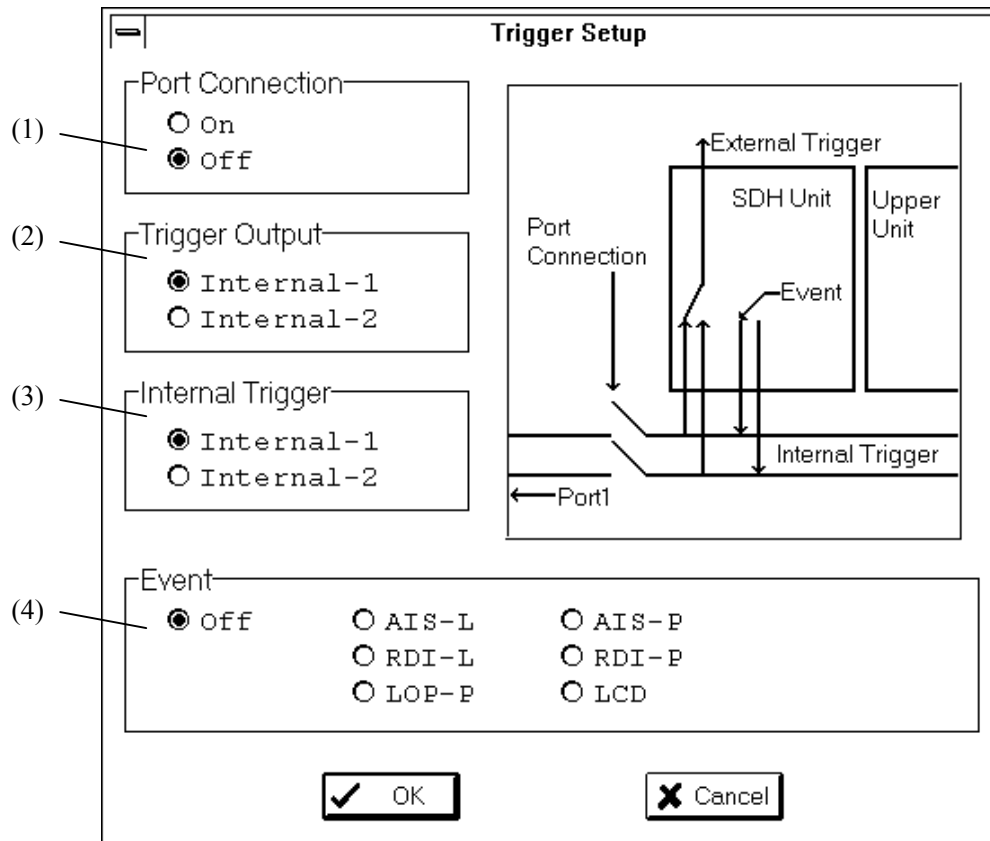 Trigger Setup
Port Connection
(1)
On
Off
(2)
Trigger Output
Internal-1
Internal-2
(3)
Internal Trigger
Internal-1
Internal-2
External Trigger
SDH Unit
Upper
Unit
Port
Connection
Event
Internal Trigger
Port1
(4)
Event
Off
AIS-L
AIS-P
RDI-L
RDI-P
LOP-P
LCD
OK
Cancel